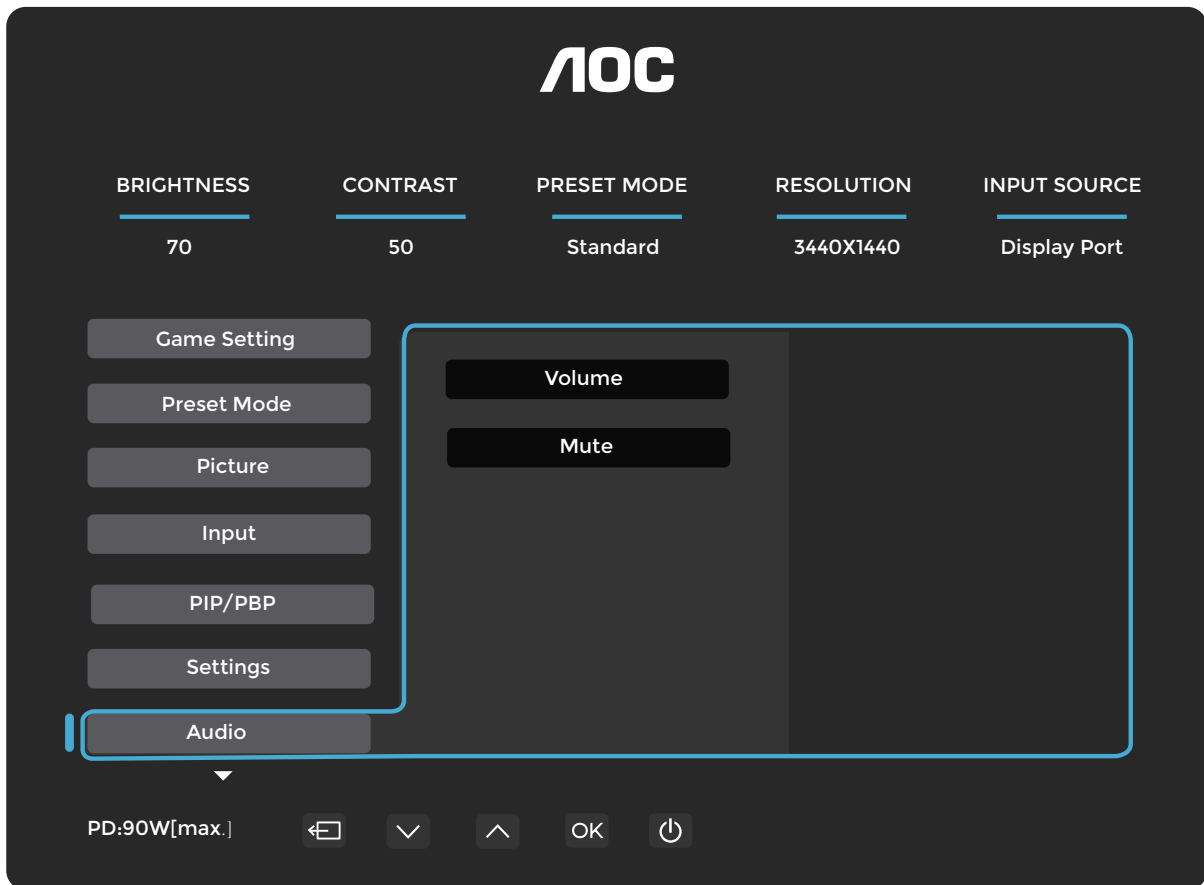 AOC
BRIGHTNESS CONTRAST PRESET MODE RESOLUTION INPUT SOURCE
70 50 Standard 3440X1440 Display Port
Game Setting
Preset Mode
Picture
Input
PIP/PBP
Settings
Audio
Volume
Mute
PD:90W[max.] OK